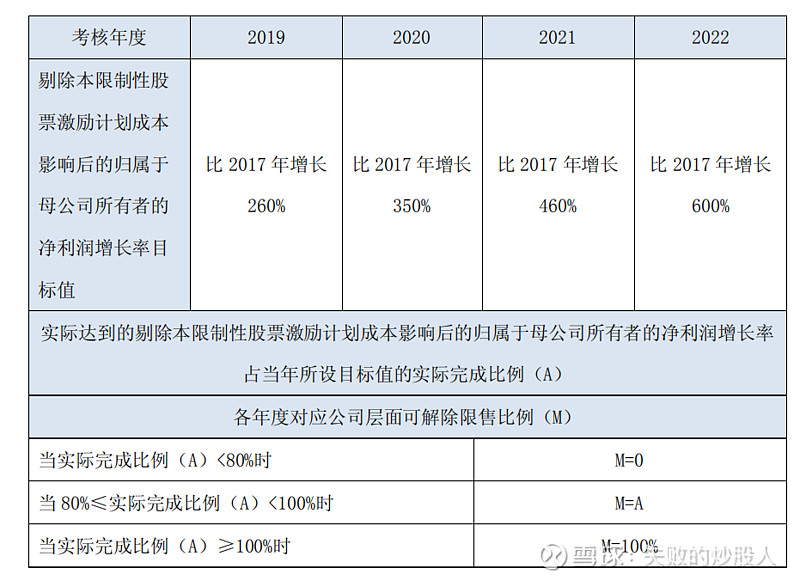 考核年度 2019 2020 2021 2022
剔除本限制性股
票激励计划成本
影响后的归属于
母公司所有者的
净利润增长率目
标值
比 2017 年增长
260%
比 2017 年增长
350%
比 2017 年增长
460%
比 2017 年增长
600%
实际达到的剔除本限制性股票激励计划成本影响后的归属于母公司所有者的净利润增长率
占当年所设目标值的实际完成比例（A）
各年度对应公司层面可解除限售比例（M）
当实际完成比例（A）<80%时 M=0
当 80%≤实际完成比例（A）<100%时 M=A
当实际完成比例（A）≥100%时 M=100%
雪球：失败的炒股人